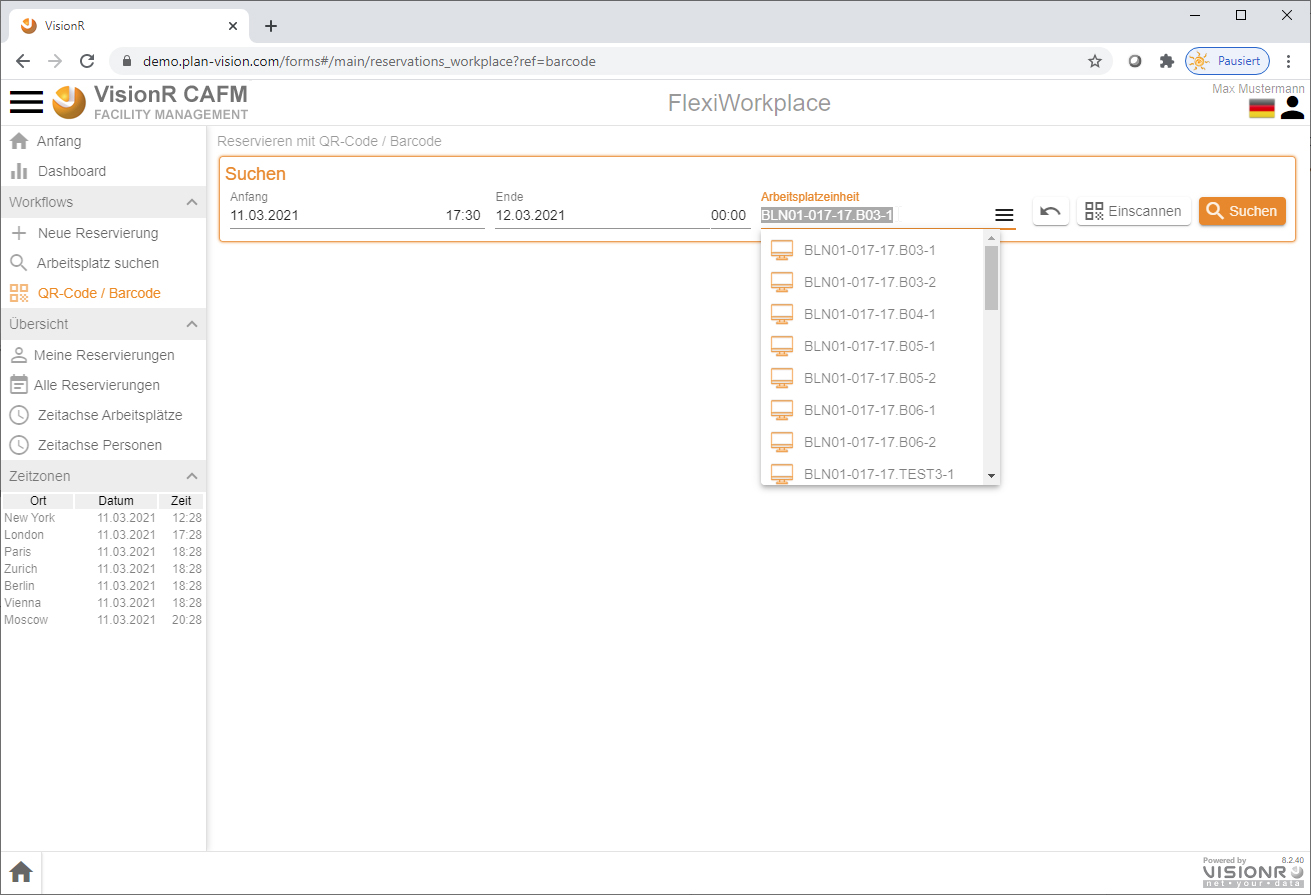 VisionR
demo.plan-vision.com/forms#/main/reservations_workplace?ref=barcode
Pausiert
VisionR CAFM
FACILITY MANAGEMENT
FlexiWorkplace
Max Mustermann
Anfang
Dashboard
Workflows
Neue Reservierung
Arbeitsplatz suchen
QR-Code / Barcode
Übersicht
Meine Reservierungen
Alle Reservierungen
Zeitachse Arbeitsplätze
Zeitachse Personen
Zeitzonen
Ort Datum Zeit
New York 11.03.2021 12:28
London 11.03.2021 17:28
Paris 11.03.2021 18:28
Zurich 11.03.2021 18:28
Berlin 11.03.2021 18:28
Vienna 11.03.2021 18:28
Moscow 11.03.2021 20:28
Reservieren mit QR-Code / Barcode
Suchen
Anfang Ende Arbeitsplatzeinheit
11.03.2021 17:30 12.03.2021 00:00 BLN01-017-17.B03-1 Einscannen Suchen
BLN01-017-17.B03-1
BLN01-017-17.B03-2
BLN01-017-17.B04-1
BLN01-017-17.B05-1
BLN01-017-17.B05-2
BLN01-017-17.B06-1
BLN01-017-17.B06-2
BLN01-017-17.TEST3-1
Powered by 8.2.40
VISIONR
net • your • data